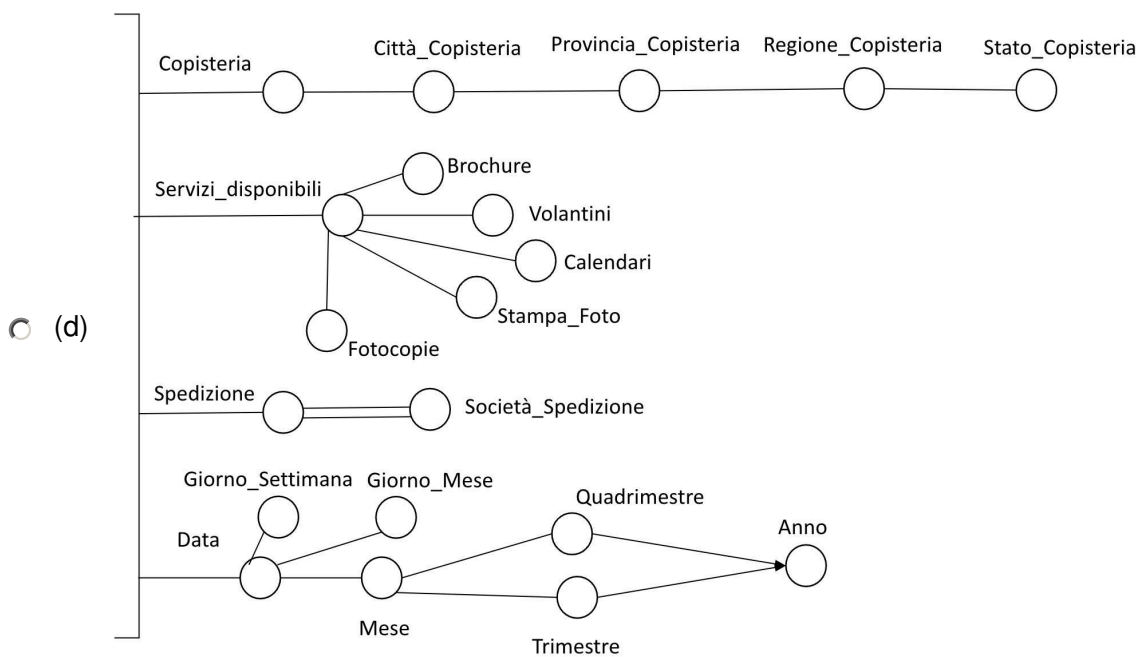 Copisteria
Città_Copisteria
Provincia_Copisteria
Regione_Copisteria
Stato_Copisteria
Servizi_disponibili
Brochure
Volantini
Calendari
Stampa_Foto
Fotocopie
(d)
Spedizione
Società_Spedizione
Giorno_Settimana
Giorno_Mese
Data
Mese
Quadrimestre
Trimestre
Anno